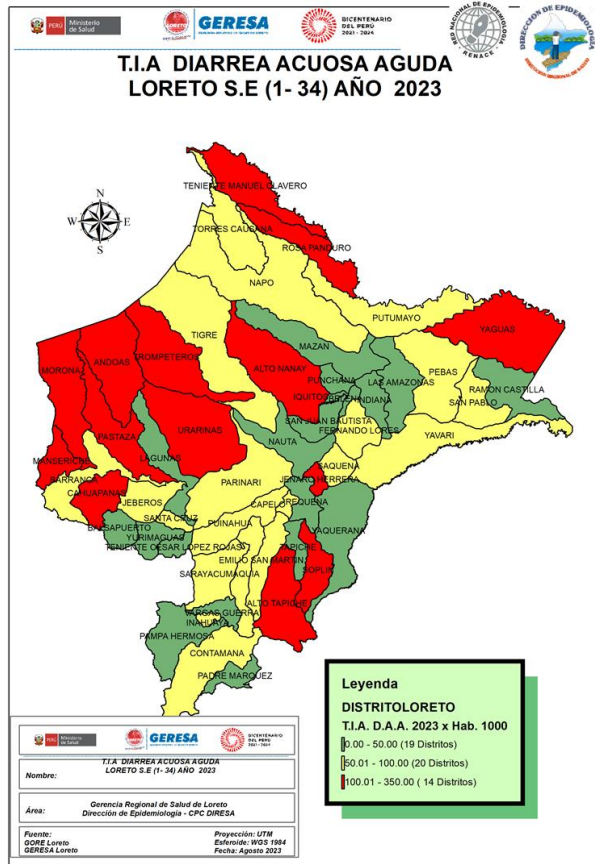 PERÚ
Ministerio
de Salud
GERESA
BICENTENARIO
DEL PERÚ
2021 - 2024
RED NACIONAL DE EPIDEMIOLOGÍA
RENACE
DIRECCION DE EPIDEMIOLOGÍA
T.I.A DIARREA ACUOSA AGUDA
LORETO S.E (1- 34) AÑO 2023
N
W E
S
TENIENTE MANUEL CLAVERO
TORRES CAUSANA
ROSA PANDURO
NAPO
PUTUMAYO
YAGUAS
TIGRE
MAZAN
TROMPETEROS
ANDOAS
MORONA
ALTO NANAY
PUNCHANA
LAS AMAZONAS
PEBAS
RAMON CASTILLA
IQUITOS
BELEN
INDIANA
SAN PABLO
SAN JUAN BAUTISTA
FERNANDO LORES
YAVARI
URARINAS
PASTAZA
NAUTA
LAGUNAS
MANSERICHE
SAQUENA
BARRANCA
CAHUAPANAS
JENARO HERRERA
PARINARI
JEBEROS
CAPELO
REQUENA
SANTA CRUZ
PUINAHUA
YAQUERANA
BALSAPUERTO
YURIMAGUAS
TENIENTE CESAR LOPEZ ROJAS
TAPICHE
EMILIO SAN MARTIN
SOPLIN
SARAYACU
MAQUIA
ALTO TAPICHE
VARGAS GUERRA
INAHUAYA
PAMPA HERMOSA
CONTAMANA
PADRE MARQUEZ
Leyenda
DISTRITOLORETO
T.I.A. D.A.A. 2023 x Hab. 1000
0.00 - 50.00 (19 Distritos)
50.01 - 100.00 (20 Distritos)
100.01 - 350.00 ( 14 Distritos)
PERÚ
Ministerio
de Salud
GERESA
BICENTENARIO
DEL PERÚ
2021 - 2024
Nombre:
T.I.A DIARREA ACUOSA AGUDA
LORETO S.E (1- 34) AÑO 2023
Área:
Gerencia Regional de Salud de Loreto
Dirección de Epidemiología - CPC DIRESA
Fuente:
GORE Loreto
GERESA Loreto
Proyección: UTM
Esferoide: WGS 1984
Fecha: Agosto 2023